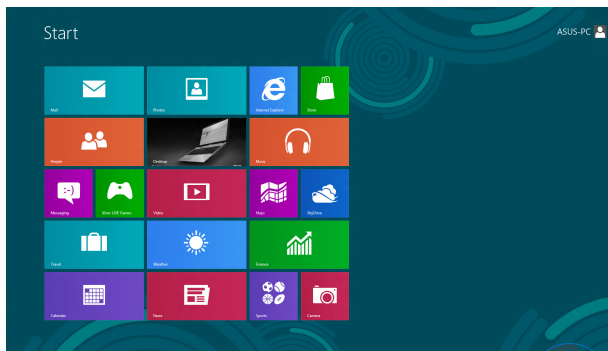 Start
ASUS-PC
Mail
Photos
Internet Explorer
Store
People
Desktop
Music
Messaging
Xbox LIVE Games
Video
Maps
SkyDrive
Travel
Weather
Finance
Calendar
News
Sports
Camera